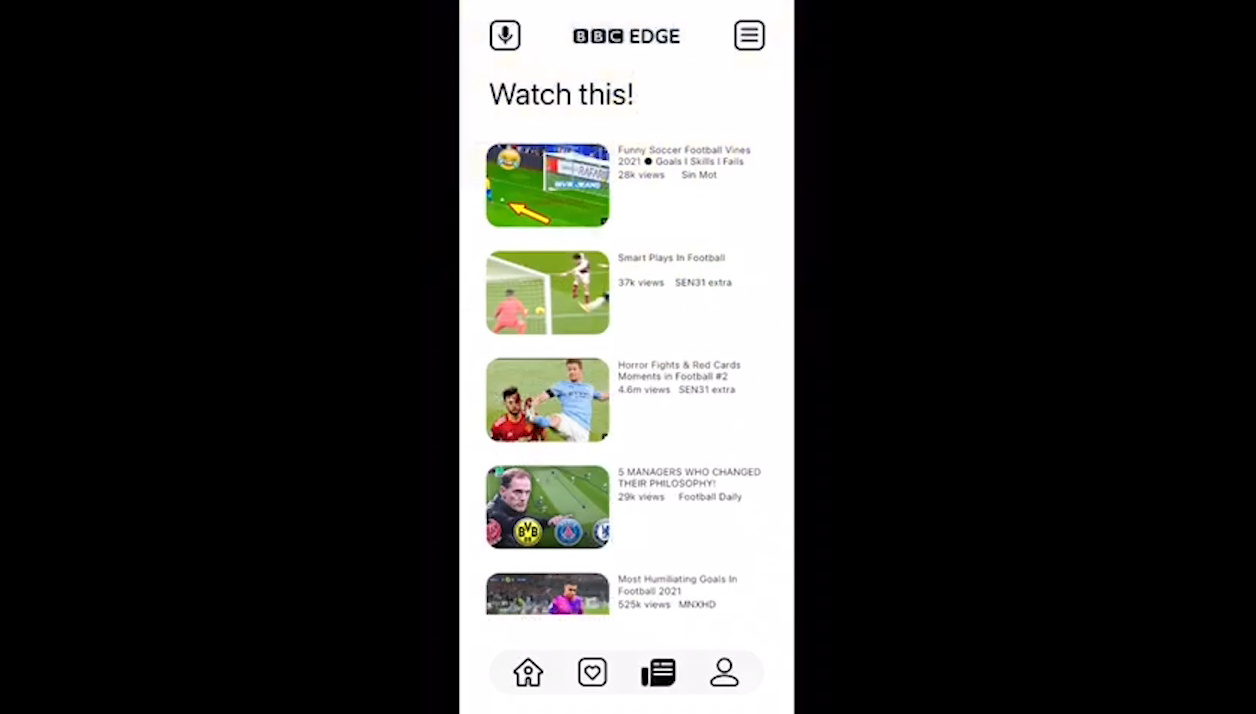 BBC EDGE
Watch this!
Funny Soccer Football Vines
2021 ● Goals l Skills l Fails
28k views Sin Mot
Smart Plays In Football
37k views SEN31 extra
Horror Fights & Red Cards
Moments in Football #2
4.6m views SEN31 extra
5 MANAGERS WHO CHANGED
THEIR PHILOSOPHY!
29k views Football Daily
BVB
09
Most Humiliating Goals In
Football 2021
525k views MNXHD